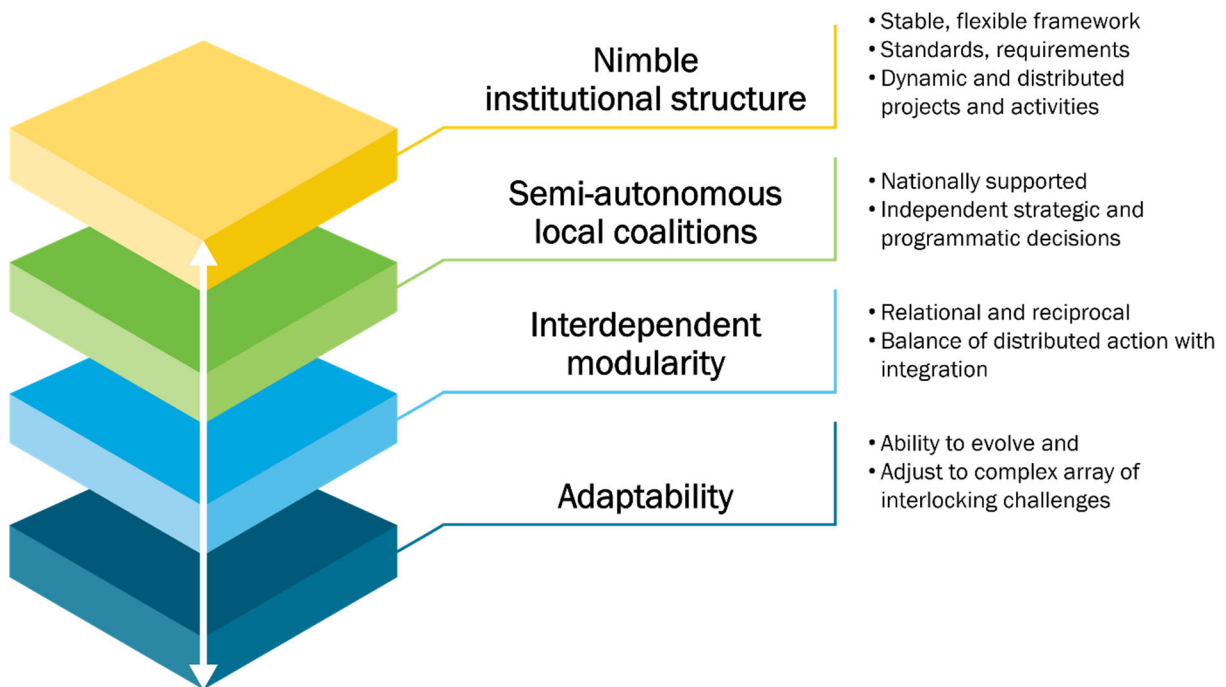 Nimble
institutional structure
• Stable, flexible framework
• Standards, requirements
• Dynamic and distributed
projects and activities
Semi-autonomous
local coalitions
• Nationally supported
• Independent strategic and
programmatic decisions
Interdependent
modularity
• Relational and reciprocal
• Balance of distributed action with
integration
Adaptability
• Ability to evolve and
• Adjust to complex array of
interlocking challenges